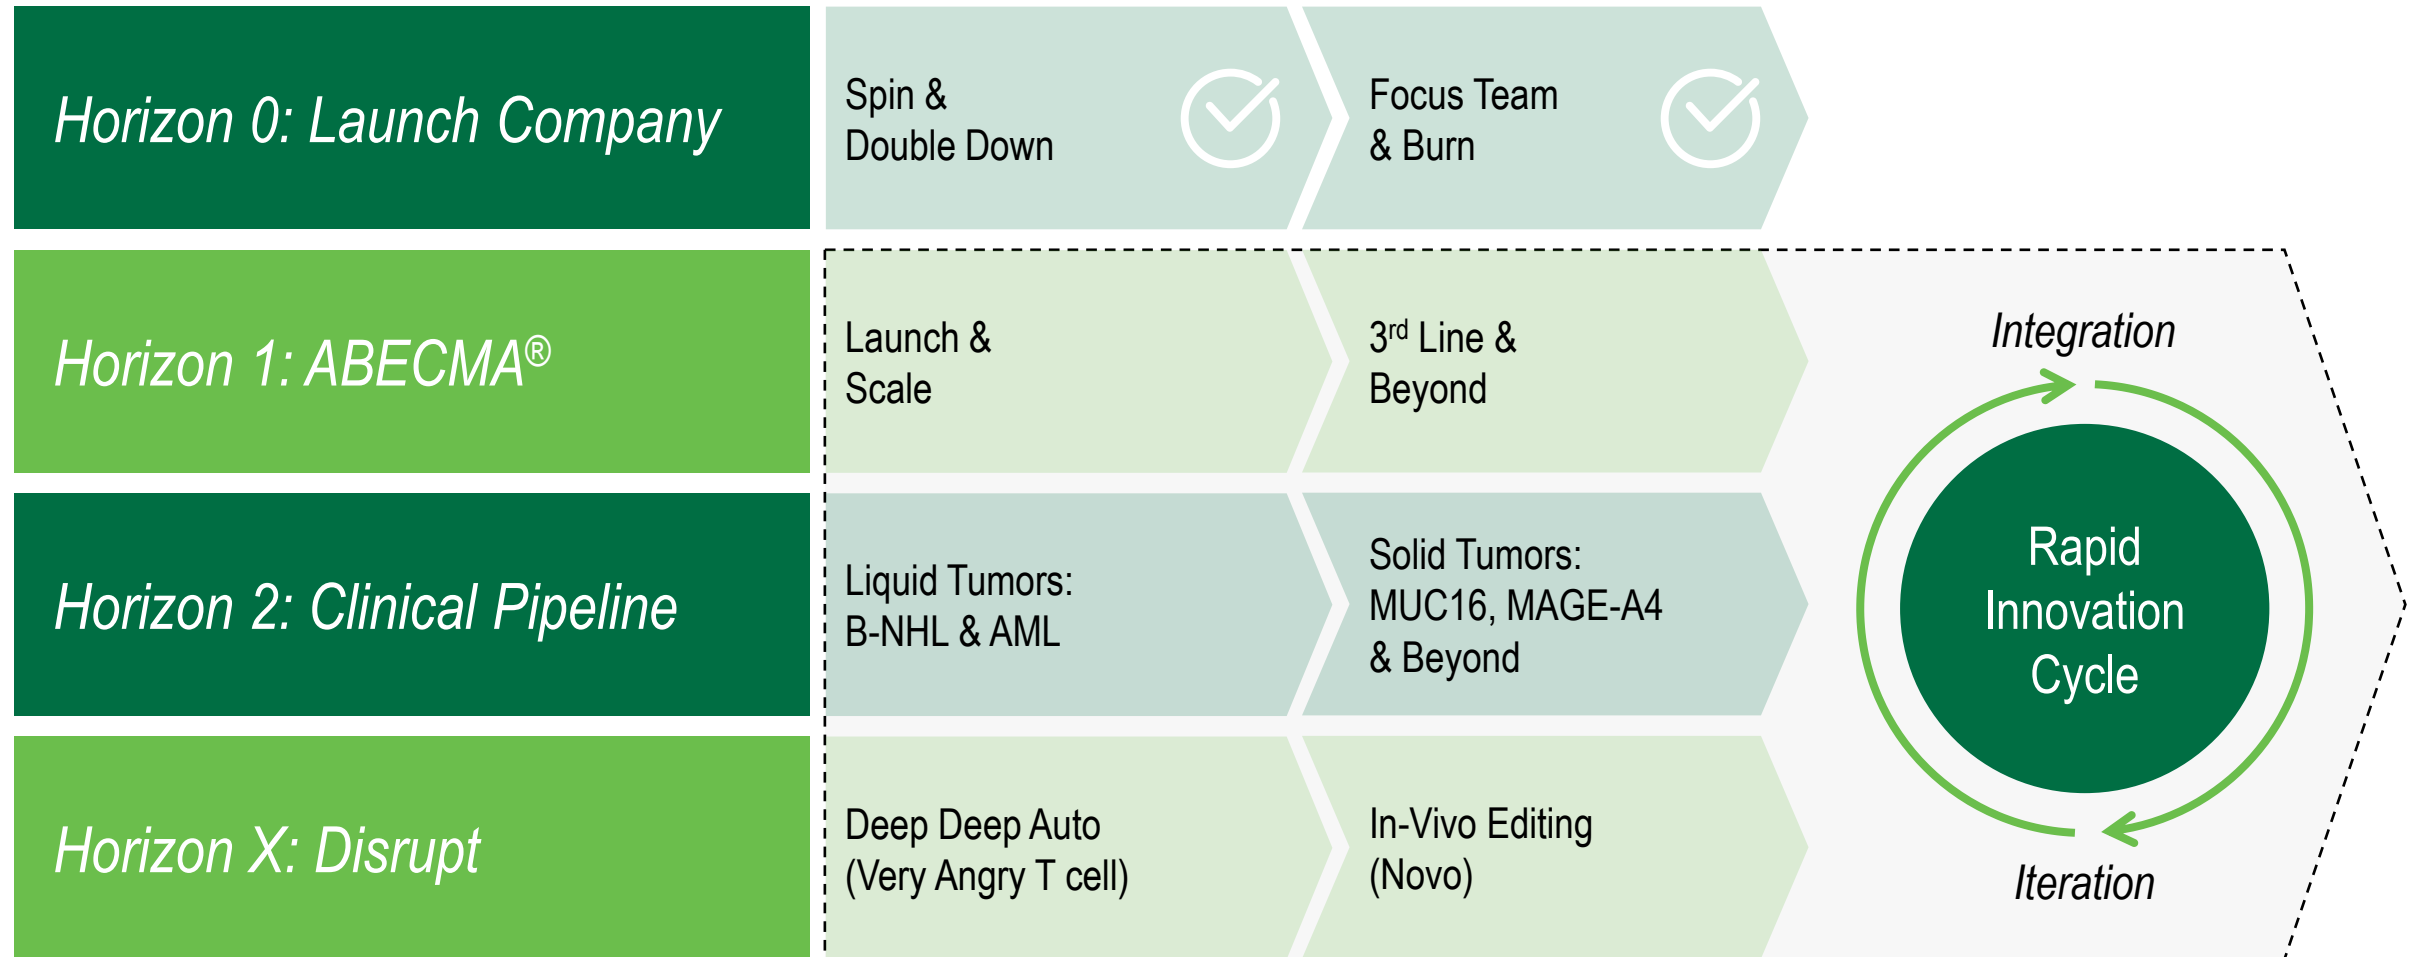 Horizon 0: Launch Company
Spin &
Double Down
Focus Team
& Burn
Horizon 1: ABECMA®
Launch &
Scale
3rd Line &
Beyond
Horizon 2: Clinical Pipeline
Liquid Tumors:
B-NHL & AML
Solid Tumors:
MUC16, MAGE-A4
& Beyond
Horizon X: Disrupt
Deep Deep Auto
(Very Angry T cell)
In-Vivo Editing
(Novo)
Integration
Rapid
Innovation
Cycle
Iteration